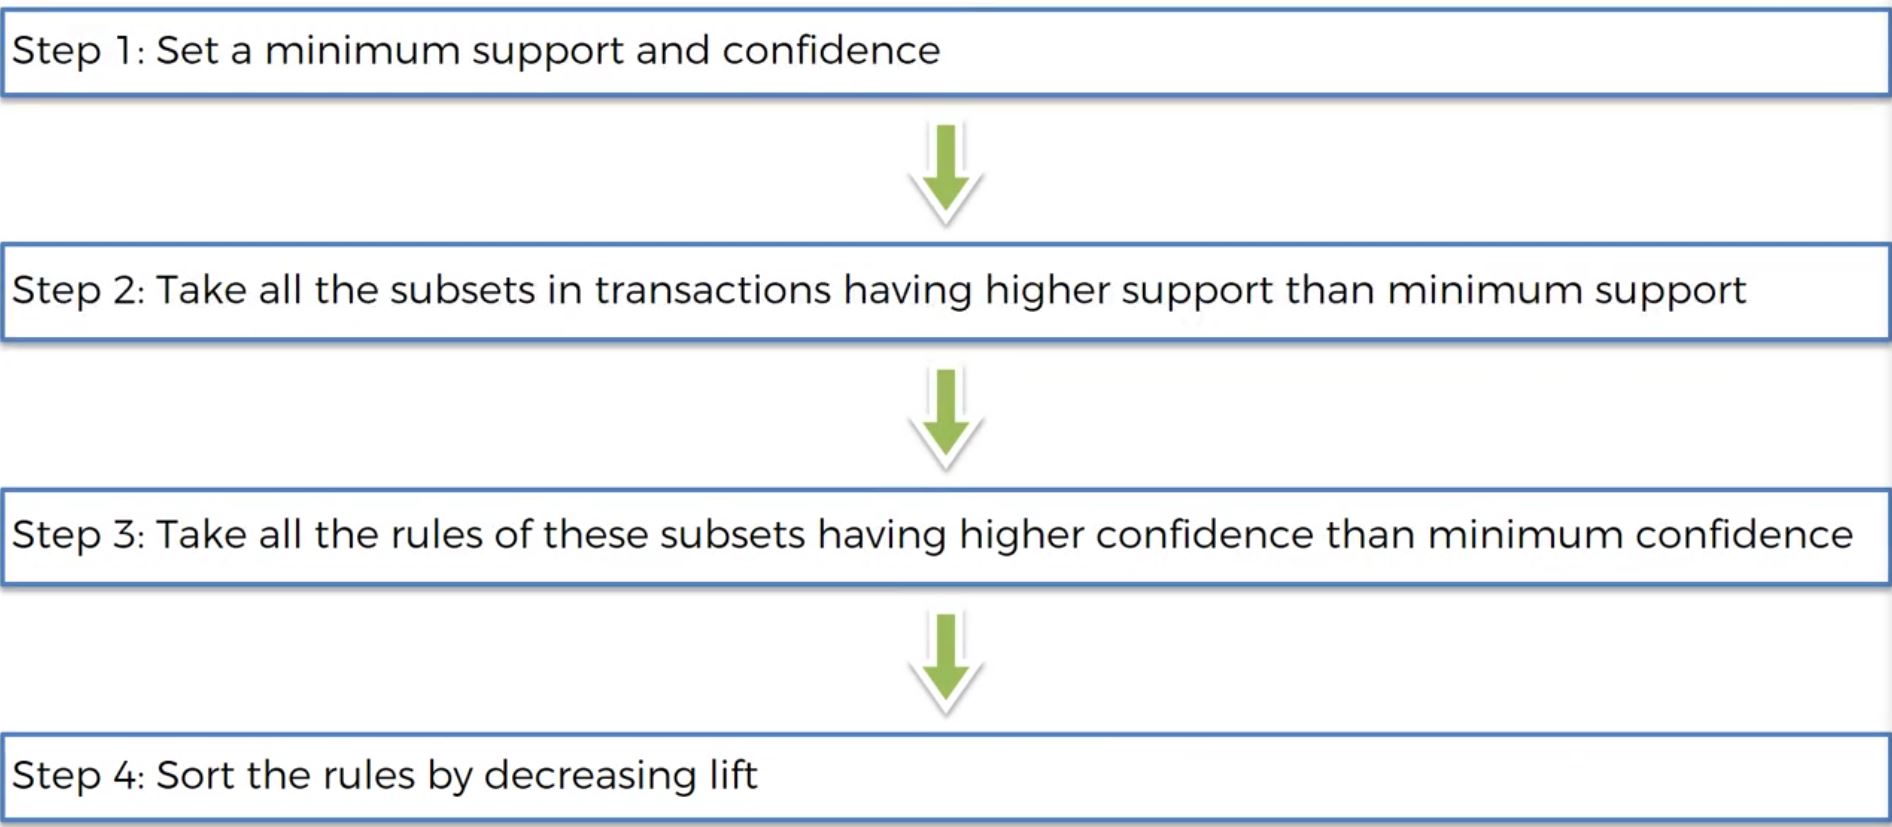 Step 1: Set a minimum support and confidence
Step 2: Take all the subsets in transactions having higher support than minimum support
Step 3: Take all the rules of these subsets having higher confidence than minimum confidence
Step 4: Sort the rules by decreasing lift